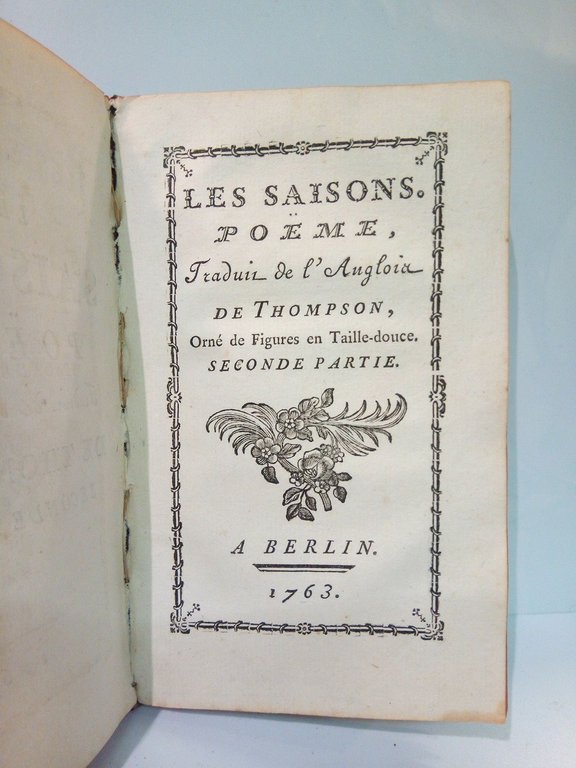 LES SAISONS.
POËME,
Traduit de l'Anglois
DE THOMPSON,
Orné de Figures en Taille-douce.
SECONDE PARTIE.
A BERLIN.
1763.